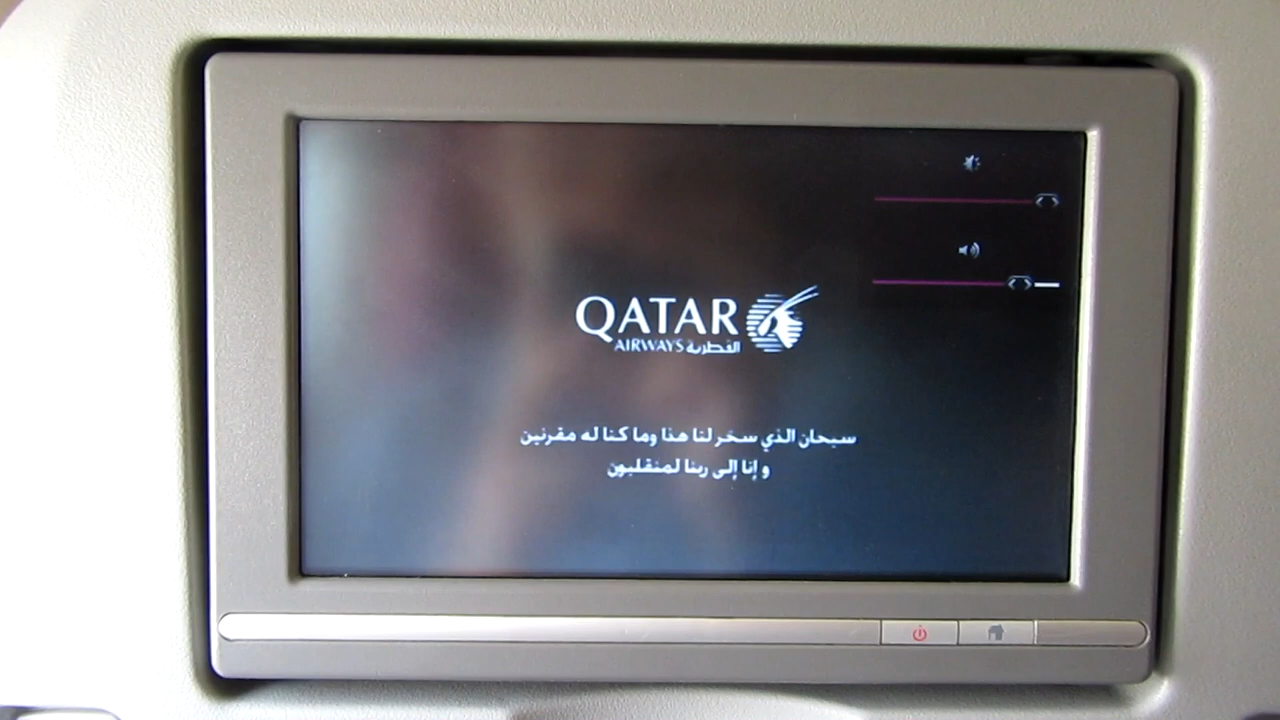 QATAR
AIRWAYS القطرية
سبحان الذي سخر لنا هذا وما كنا له مقرنين
و إنا إلى ربنا لمنقلبون